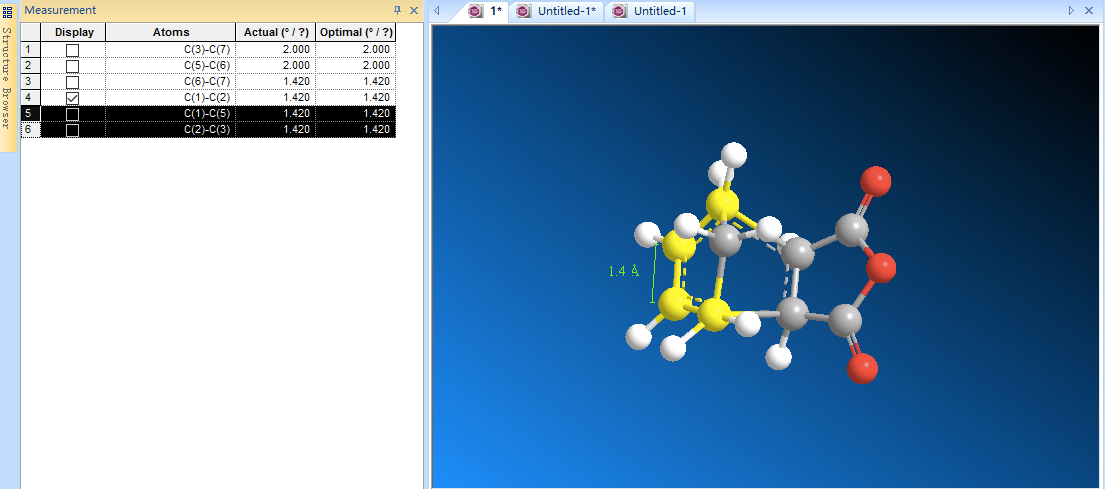 Structure Browser
Measurement
Display Atoms Actual (° / ?) Optimal (° / ?)
1 C(3)-C(7) 2.000 2.000
2 C(5)-C(6) 2.000 2.000
3 C(6)-C(7) 1.420 1.420
4 C(1)-C(2) 1.420 1.420
5 C(1)-C(5) 1.420 1.420
6 C(2)-C(3) 1.420 1.420
1* Untitled-1* Untitled-1
1.4 Å